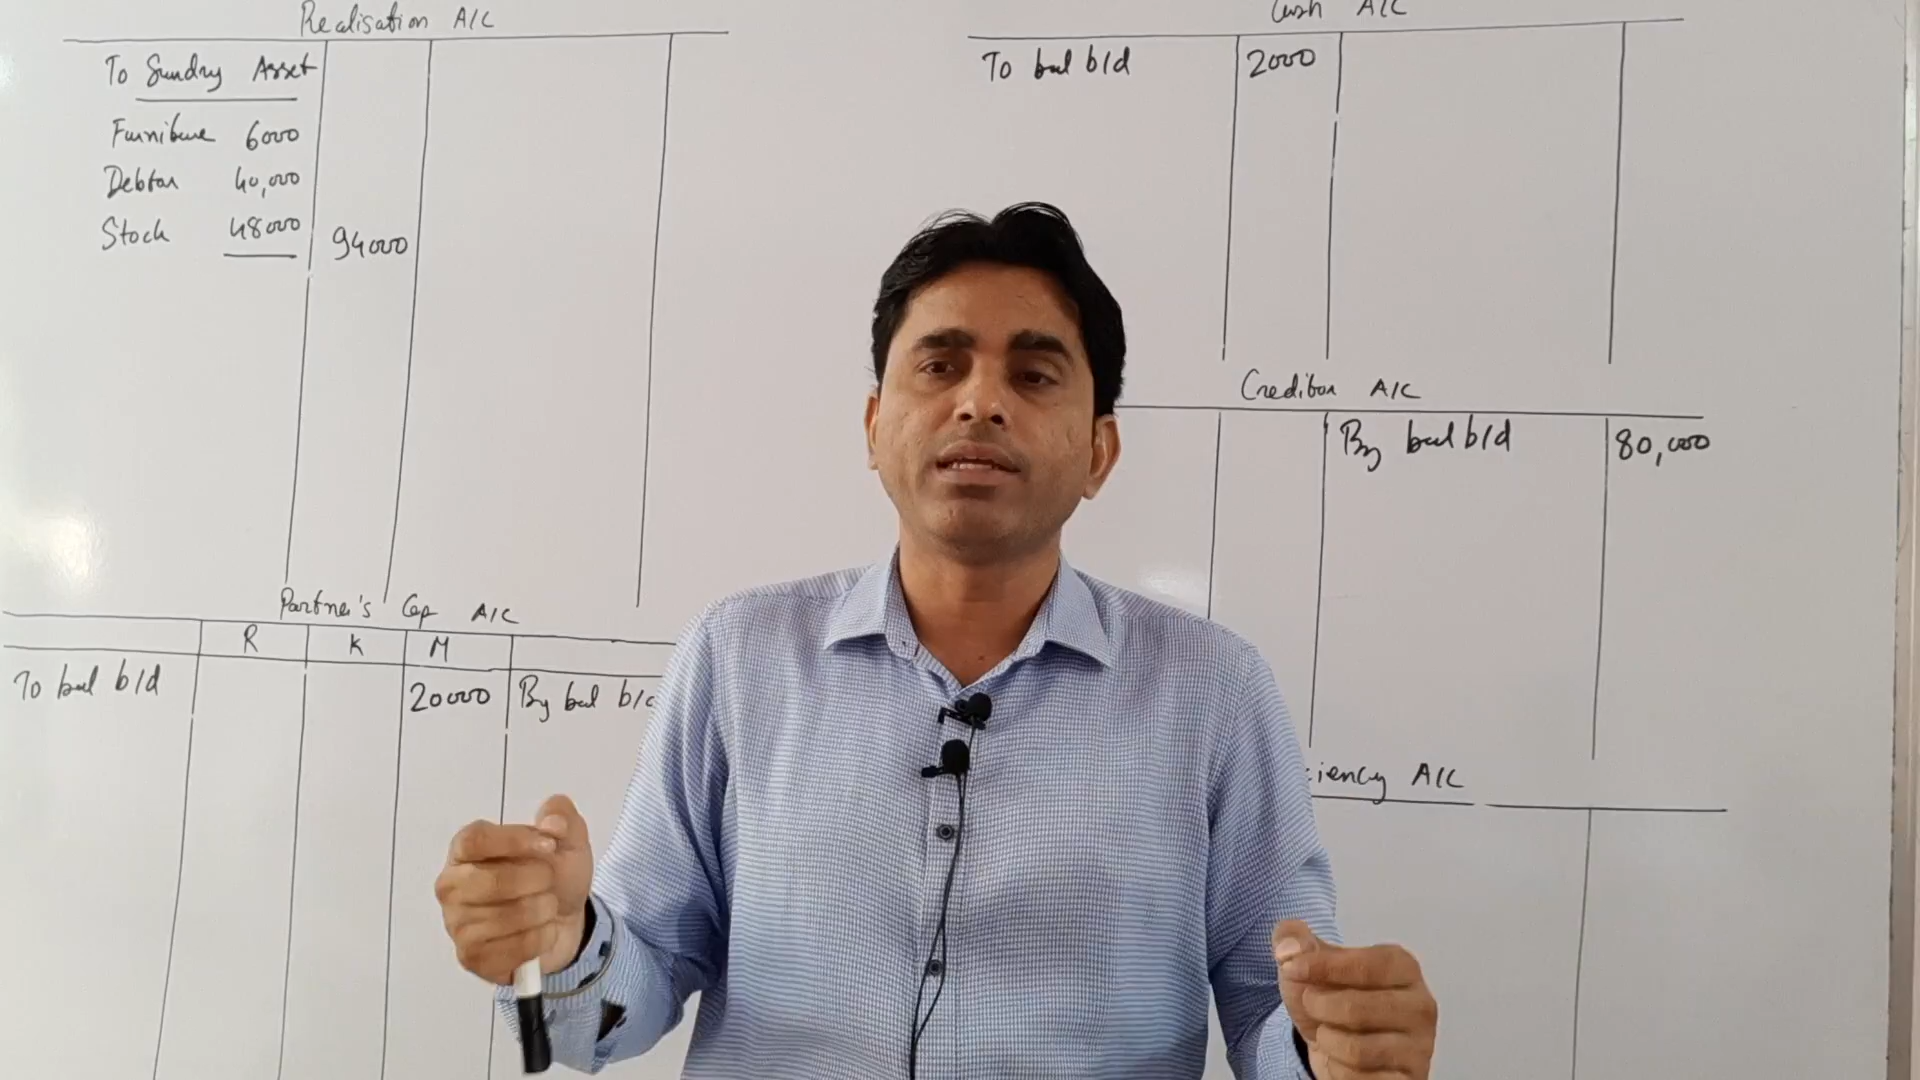 Realisation A/C
To Sundry Asset
Furniture 6000
Debtor 40,000
Stock 48000 94000
Partner's Cap A/C
R K M
To bal b/d 20000 By bal b/d
Cash A/C
To bal b/d 2000
Creditor A/C
By bal b/d 80,000
ciency A/C